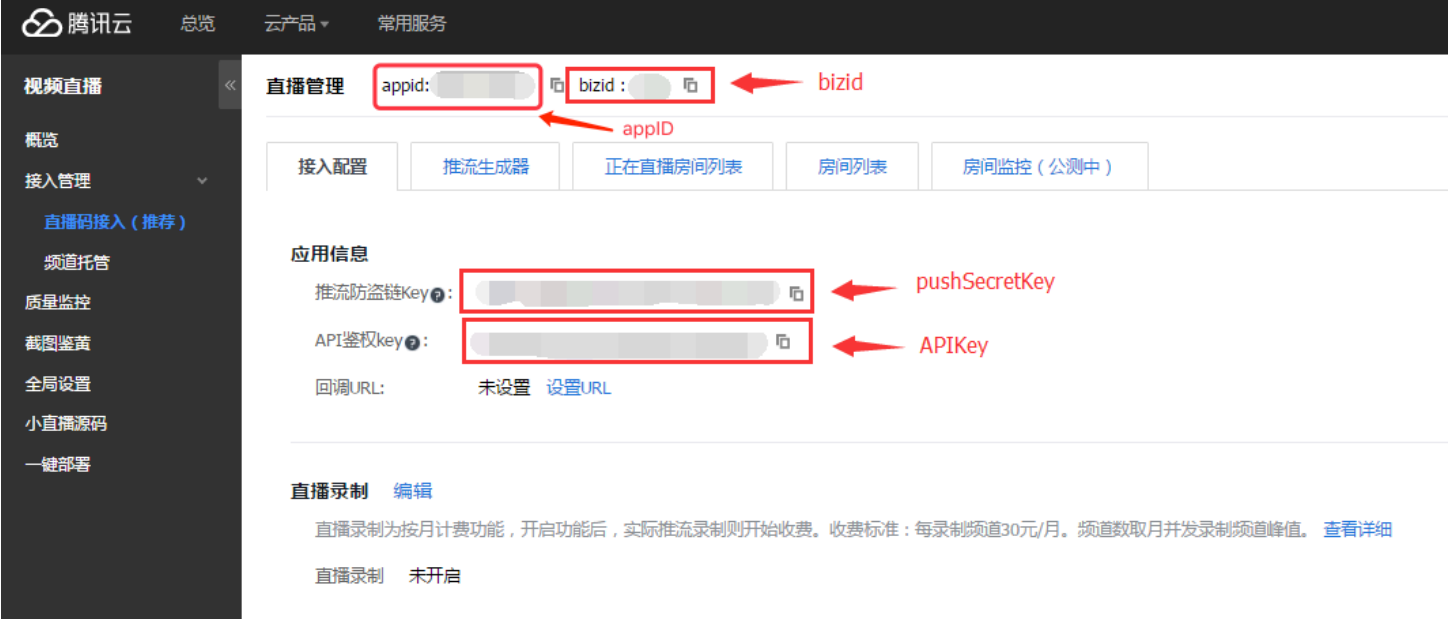 腾讯云 总览 云产品 常用服务
视频直播 «
概览
接入管理
直播码接入（推荐）
频道托管
质量监控
截图鉴黄
全局设置
小直播源码
一键部署
直播管理 appid: bizid： bizid
appID
接入配置 推流生成器 正在直播房间列表 房间列表 房间监控（公测中）
应用信息
推流防盗链Key?: pushSecretKey
API鉴权key?: APIKey
回调URL: 未设置 设置URL
直播录制 编辑
直播录制为按月计费功能，开启功能后，实际推流录制则开始收费。收费标准：每录制频道30元/月。频道数取月并发录制频道峰值。 查看详细
直播录制 未开启